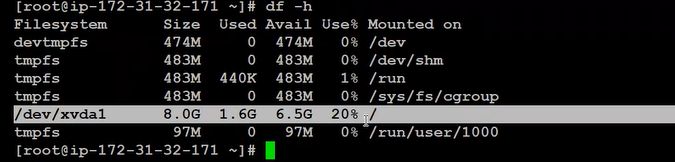 [root@ip-172-31-32-171 ~]# df -h
Filesystem      Size  Used Avail Use% Mounted on
devtmpfs        474M     0  474M   0% /dev
tmpfs           483M     0  483M   0% /dev/shm
tmpfs           483M  440K  483M   1% /run
tmpfs           483M     0  483M   0% /sys/fs/cgroup
/dev/xvda1      8.0G  1.6G  6.5G  20% /
tmpfs            97M     0   97M   0% /run/user/1000
[root@ip-172-31-32-171 ~]#